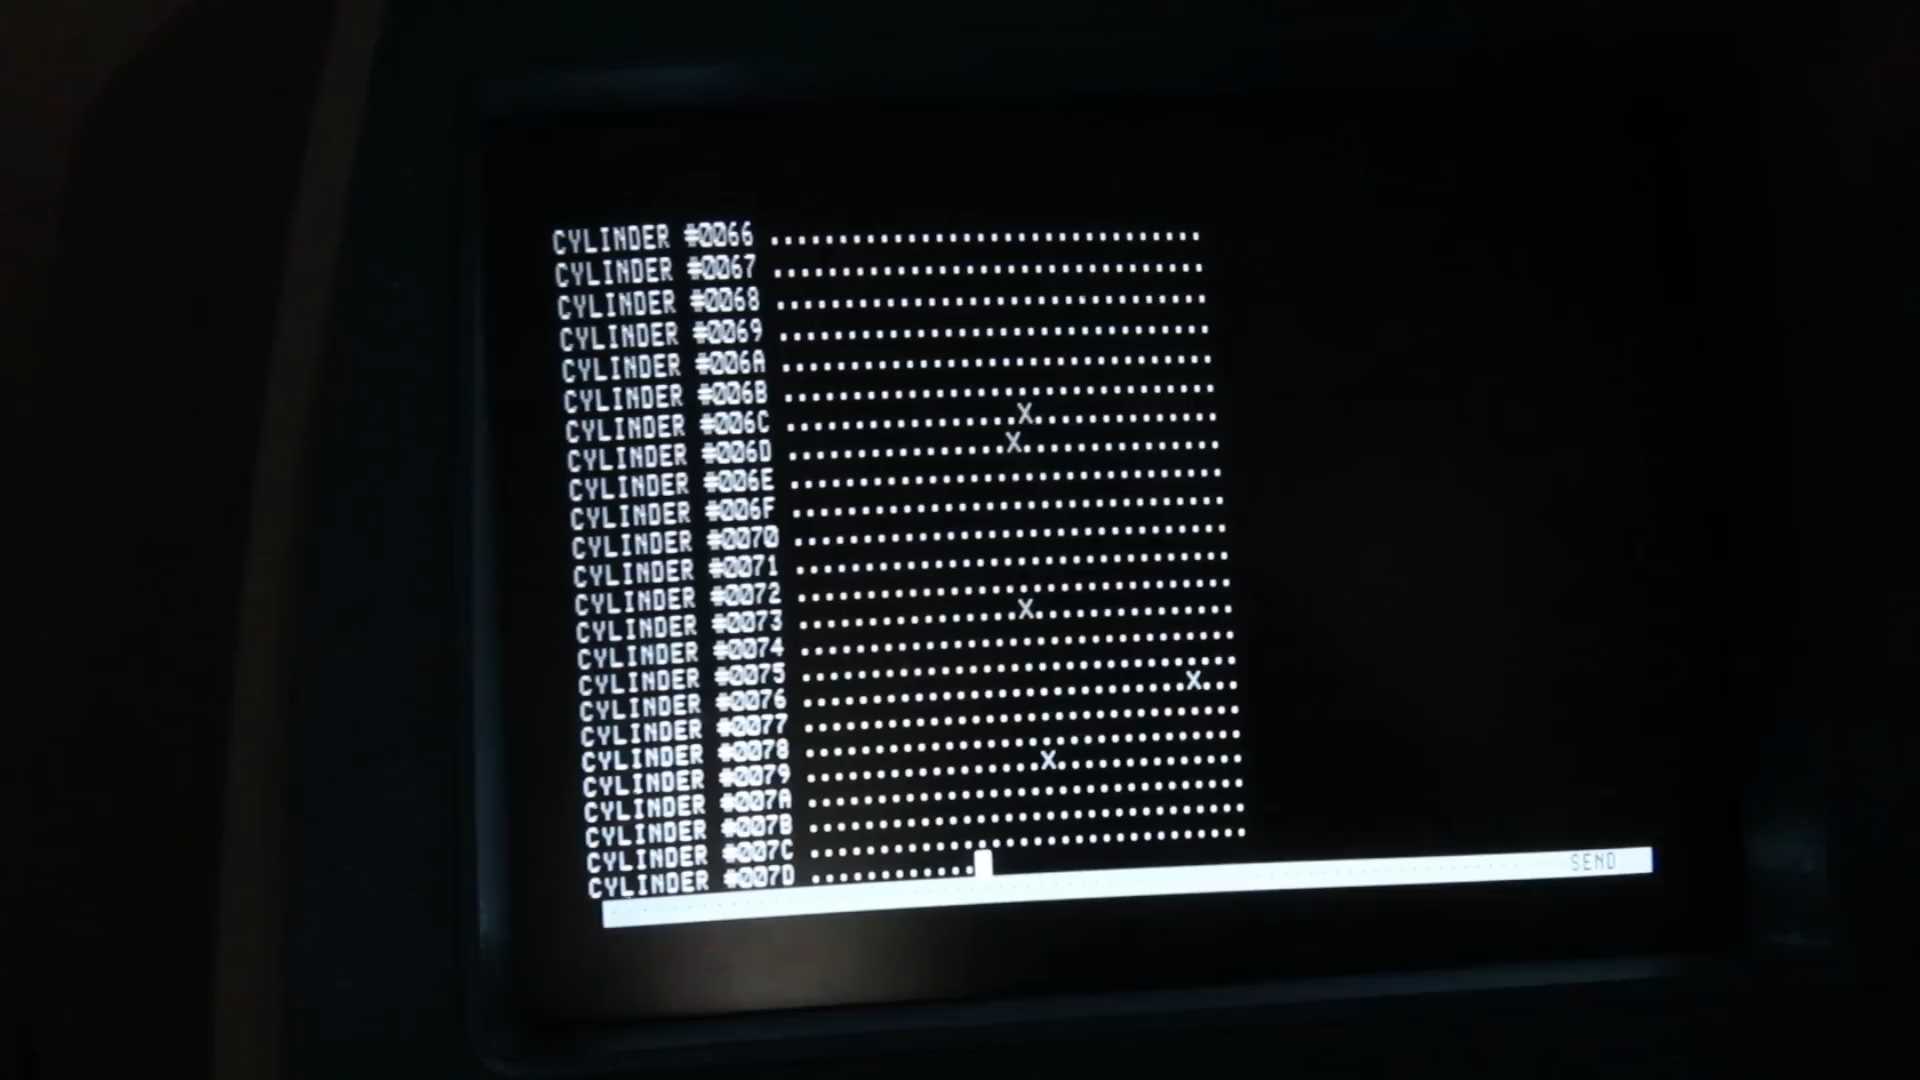 CYLINDER #0066 ................................
CYLINDER #0067 ................................
CYLINDER #0068 ................................
CYLINDER #0069 ................................
CYLINDER #006A ................................
CYLINDER #006B ................................
CYLINDER #006C .................X..............
CYLINDER #006D ................X...............
CYLINDER #006E ................................
CYLINDER #006F ................................
CYLINDER #0070 ................................
CYLINDER #0071 ................................
CYLINDER #0072 ................................
CYLINDER #0073 ................X...............
CYLINDER #0074 ................................
CYLINDER #0075 ................................
CYLINDER #0076 ............................X...
CYLINDER #0077 ................................
CYLINDER #0078 ................................
CYLINDER #0079 .................X..............
CYLINDER #007A ................................
CYLINDER #007B ................................
CYLINDER #007C ................................
CYLINDER #007D ............
SEND